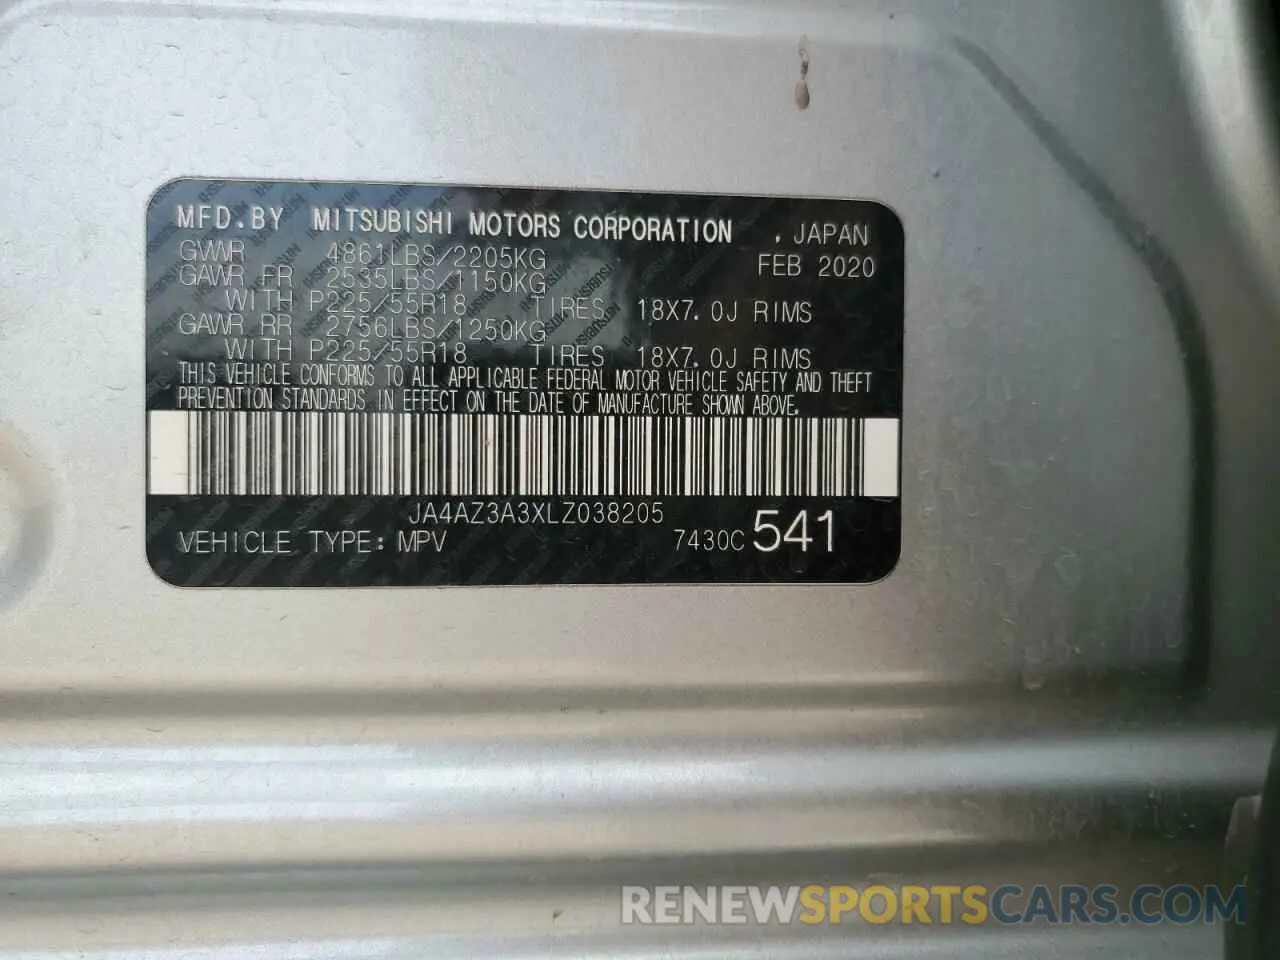 MFD.BY MITSUBISHI MOTORS CORPORATION , JAPAN
GVWR 4861LBS/2205KG FEB 2020
GAWR FR 2535LBS/1150KG
WITH P225/55R18 TIRES, 18X7.0J RIMS
GAWR RR 2756LBS/1250KG
WITH P225/55R18 TIRES 18X7.0J RIMS
THIS VEHICLE CONFORMS TO ALL APPLICABLE FEDERAL MOTOR VEHICLE SAFETY AND THEFT
PREVENTION STANDARDS IN EFFECT ON THE DATE OF MANUFACTURE SHOWN ABOVE.
JA4AZ3A3XLZ038205
VEHICLE TYPE: MPV 7430C 541
RENEWSPORTSCARS.COM